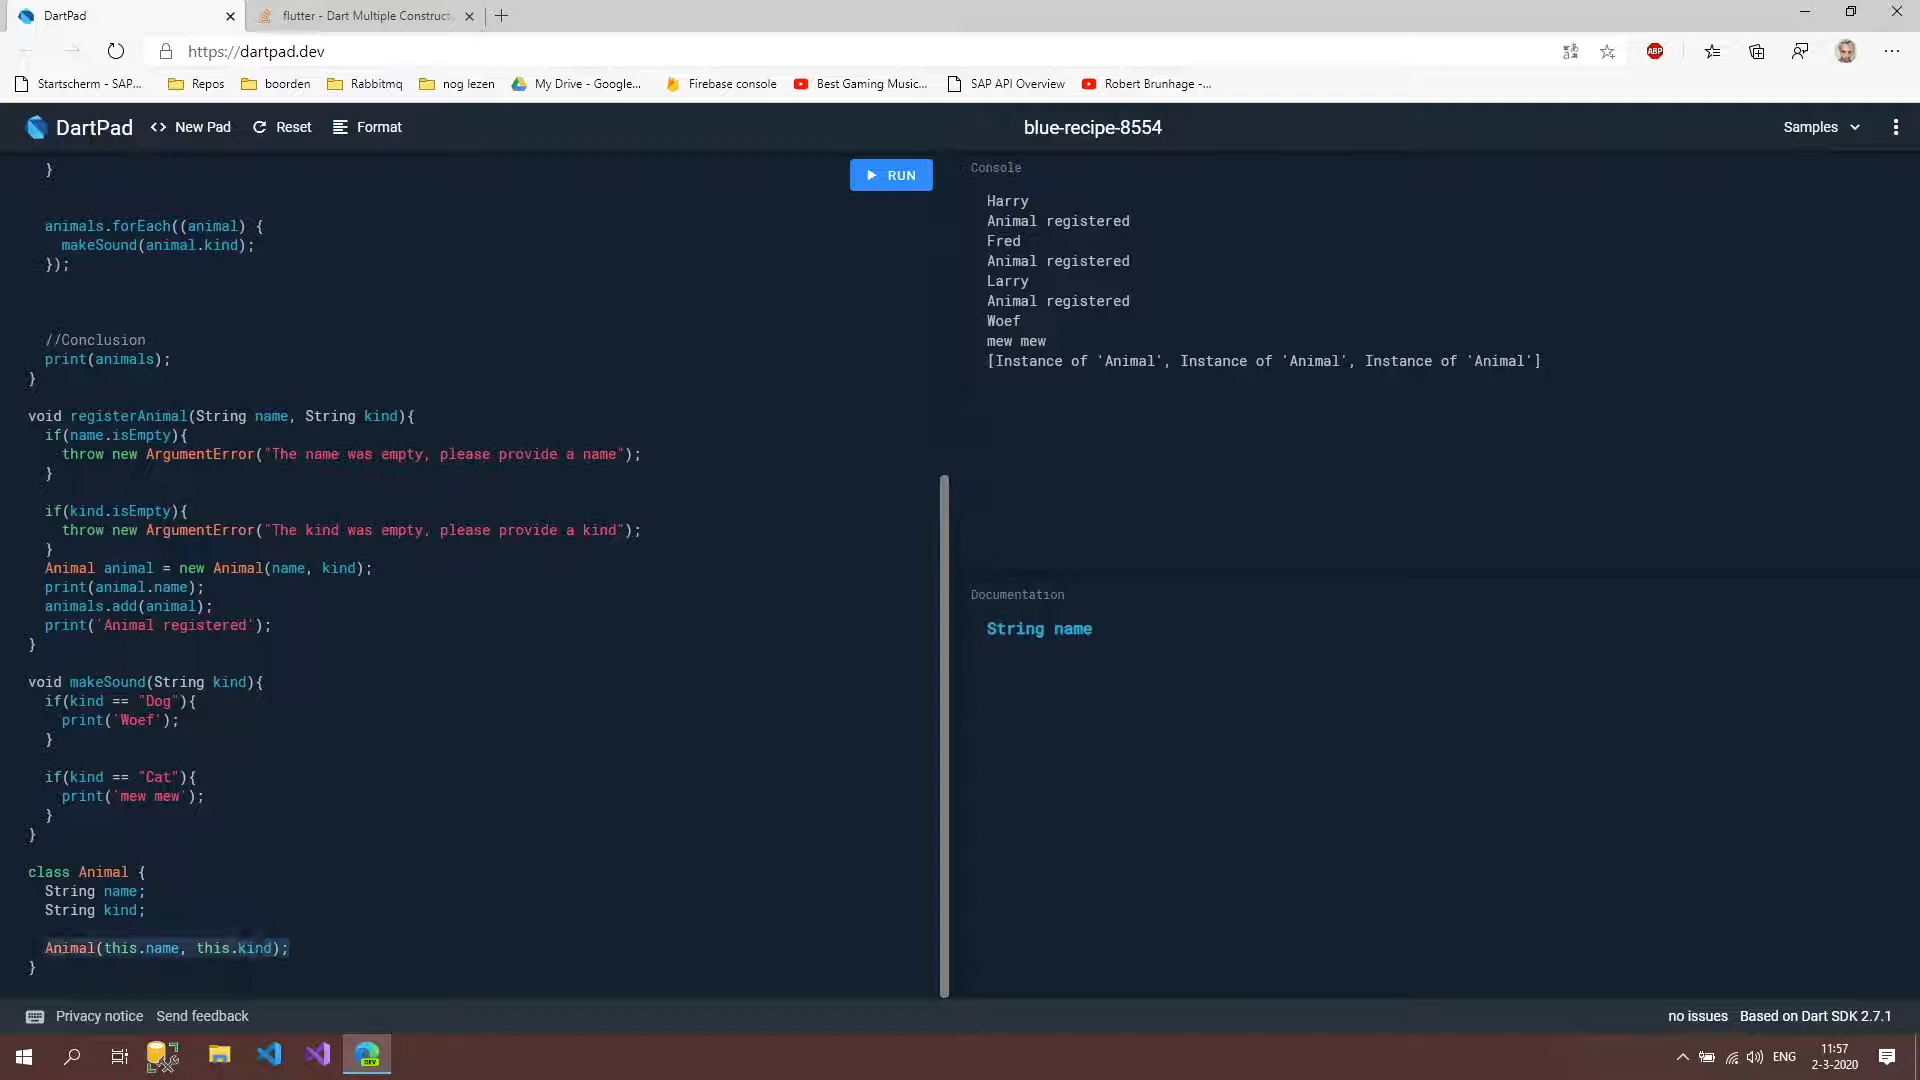 DartPad
flutter - Dart Multiple Construct
https://dartpad.dev
ABP
Startscherm - SAP...
Repos
boorden
Rabbitmq
nog lezen
My Drive - Google...
Firebase console
Best Gaming Music...
SAP API Overview
Robert Brunhage -...
DartPad
<> New Pad
Reset
Format
blue-recipe-8554
Samples
}
animals.forEach((animal) {
makeSound(animal.kind);
});
//Conclusion
print(animals);
}
void registerAnimal(String name, String kind){
if(name.isEmpty){
throw new ArgumentError("The name was empty, please provide a name");
}
if(kind.isEmpty){
throw new ArgumentError("The kind was empty, please provide a kind");
}
Animal animal = new Animal(name, kind);
print(animal.name);
animals.add(animal);
print('Animal registered');
}
void makeSound(String kind){
if(kind == "Dog"){
print('Woef');
}
if(kind == "Cat"){
print('mew mew');
}
}
class Animal {
String name;
String kind;
Animal(this.name, this.kind);
}
RUN
Console
Harry
Animal registered
Fred
Animal registered
Larry
Animal registered
Woef
mew mew
[Instance of 'Animal', Instance of 'Animal', Instance of 'Animal']
Documentation
String name
Privacy notice
Send feedback
no issues
Based on Dart SDK 2.7.1
DEV
ENG
11:57
2-3-2020